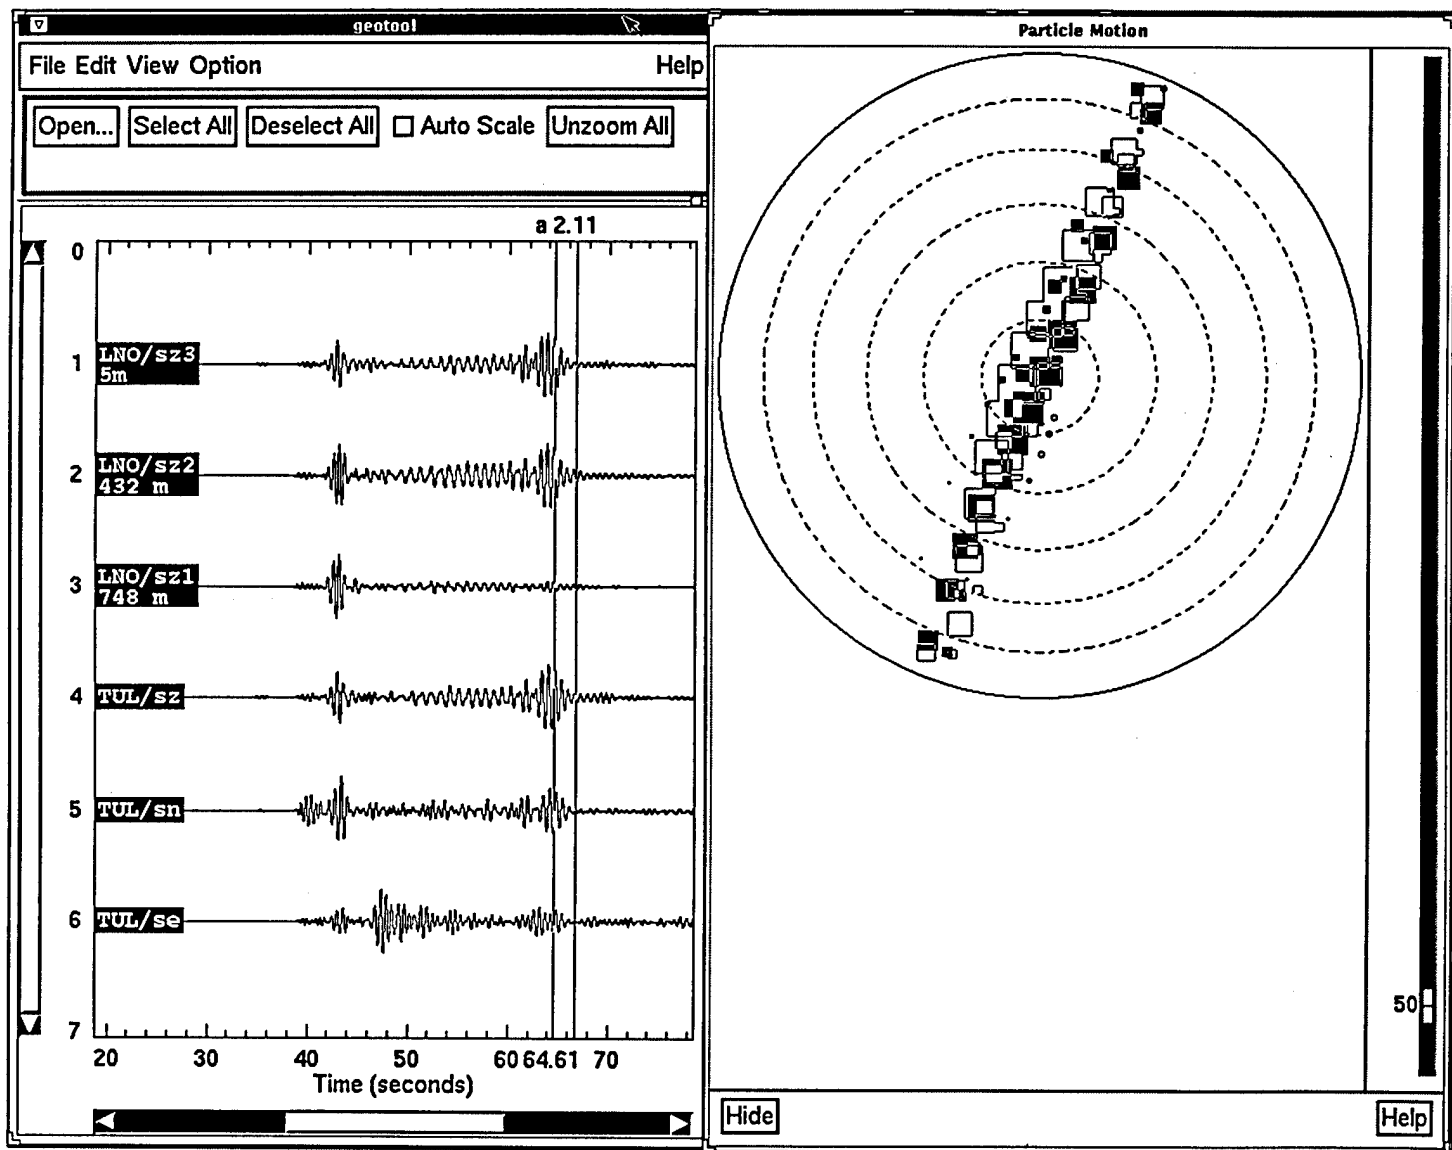 geotool
File Edit View Option Help
Open... Select All Deselect All Auto Scale Unzoom All
a 2.11
0
1 LNO/sz3
5m
2 LNO/sz2
432 m
3 LNO/sz1
748 m
4 TUL/sz
5 TUL/sn
6 TUL/se
7
20 30 40 50 60 64.61 70
Time (seconds)
Particle Motion
50
Hide Help